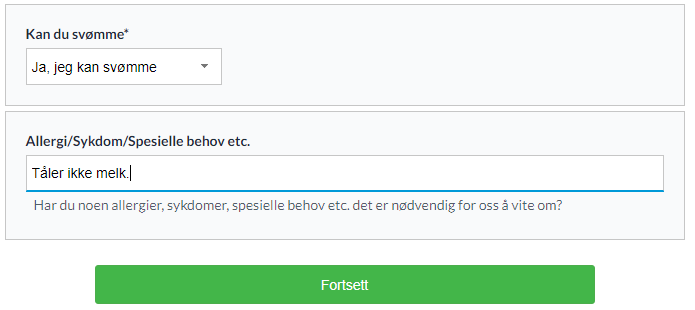 Kan du svømme*
Ja, jeg kan svømme
Allergi/Sykdom/Spesielle behov etc.
Tåler ikke melk.
Har du noen allergier, sykdomer, spesielle behov etc. det er nødvendig for oss å vite om?
Fortsett